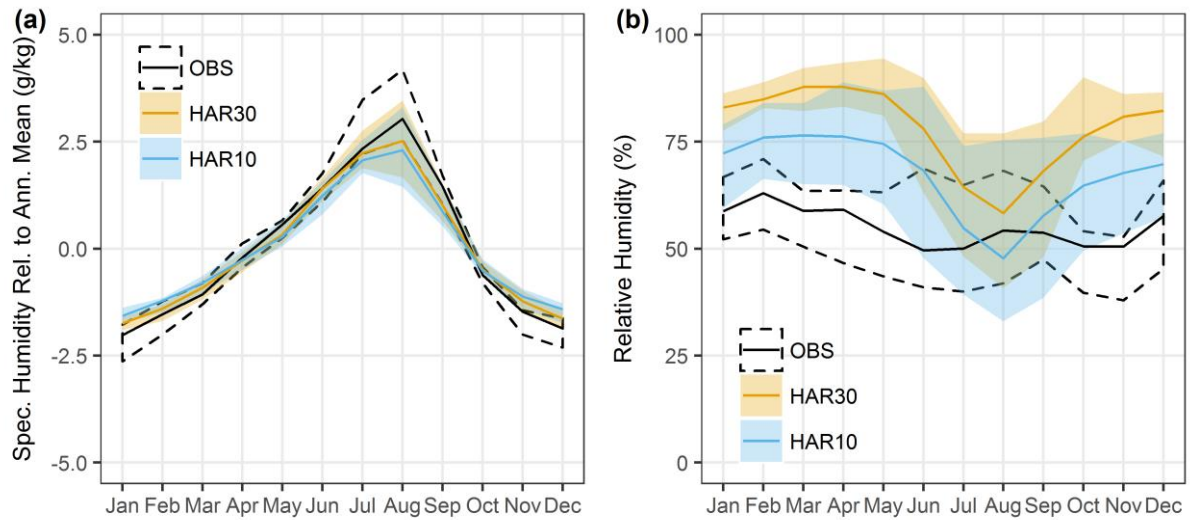 (a)
Spec. Humidity Rel. to Ann. Mean (g/kg)
5.0
2.5
0.0
-2.5
-5.0
OBS
HAR30
HAR10
Jan Feb Mar Apr May Jun Jul Aug Sep Oct Nov Dec
(b)
Relative Humidity (%)
100
75
50
25
0
OBS
HAR30
HAR10
Jan Feb Mar Apr May Jun Jul Aug Sep Oct Nov Dec